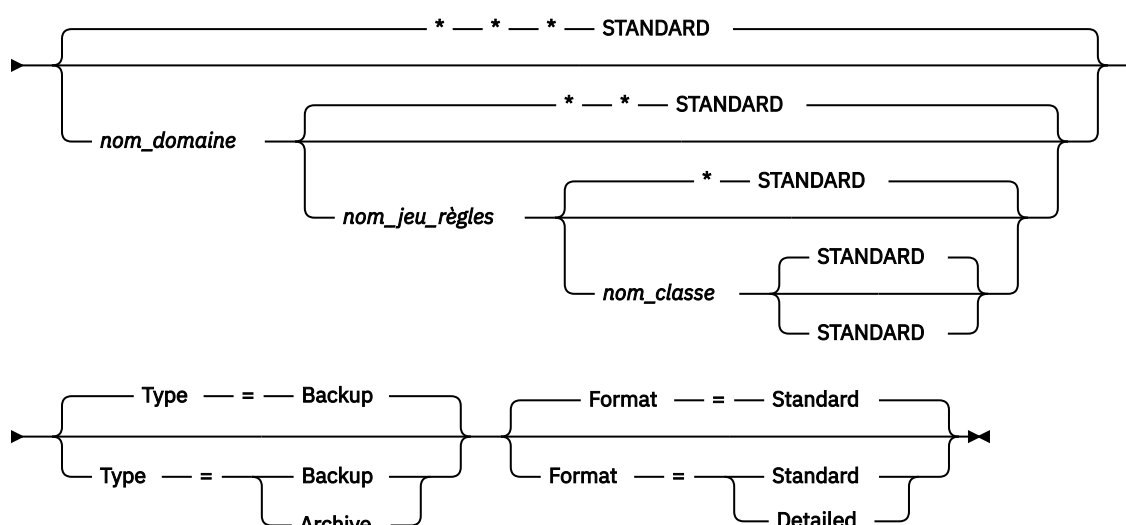 * * * STANDARD
* * STANDARD
nom_domaine
* STANDARD
nom_jeu_règles
STANDARD
nom_classe
STANDARD
Type = Backup Format = Standard
Type = Backup Format = Standard
Archive Detailed